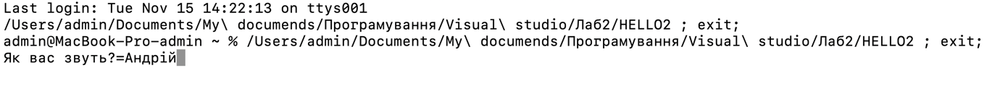 Last login: Tue Nov 15 14:22:13 on ttys001
/Users/admin/Documents/My\ documends/Програмування/Visual\ studio/Лаб2/HELLO2 ; exit;
admin@MacBook-Pro-admin ~ % /Users/admin/Documents/My\ documends/Програмування/Visual\ studio/Лаб2/HELLO2 ; exit;
Як вас звуть?=Андрій